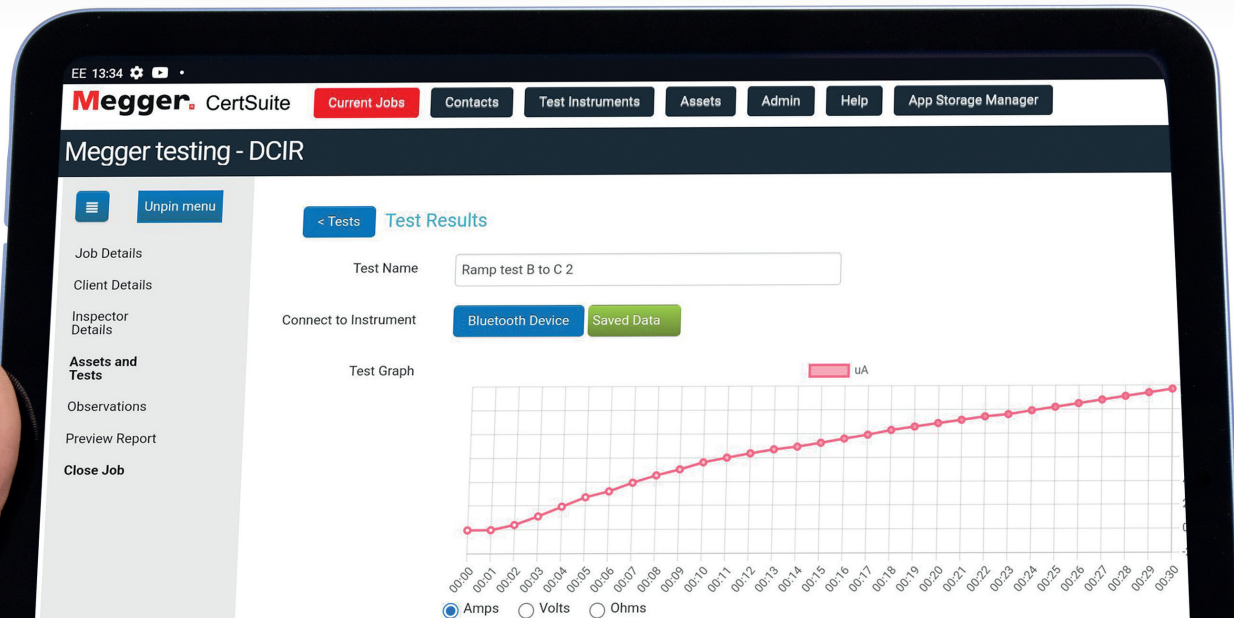 EE 13:34
Megger. CertSuite Current Jobs Contacts Test Instruments Assets Admin Help App Storage Manager
Megger testing - DCIR
Unpin menu
< Tests Test Results
Job Details
Client Details
Inspector
Details
Assets and
Tests
Observations
Preview Report
Close Job
Test Name Ramp test B to C 2
Connect to Instrument Bluetooth Device Saved Data
Test Graph uA
00:00 00:01 00:02 00:03 00:04 00:05 00:06 00:07 00:08 00:09 00:10 00:11 00:12 00:13 00:14 00:15 00:16 00:17 00:18 00:19 00:20 00:21 00:22 00:23 00:24 00:25 00:26 00:27 00:28 00:29 00:30
Amps Volts Ohms